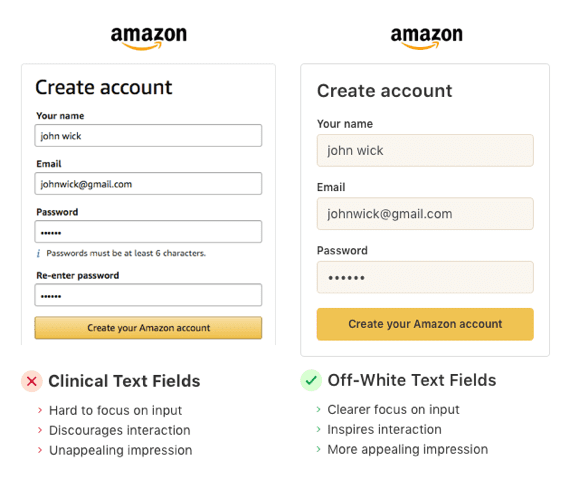 amazon
Create account
Your name
john wick
Email
johnwick@gmail.com
Password
••••••
i Passwords must be at least 6 characters.
Re-enter password
••••••
Create your Amazon account
Clinical Text Fields
Hard to focus on input
Discourages interaction
Unappealing impression
amazon
Create account
Your name
john wick
Email
johnwick@gmail.com
Password
••••••
Create your Amazon account
Off-White Text Fields
Clearer focus on input
Inspires interaction
More appealing impression